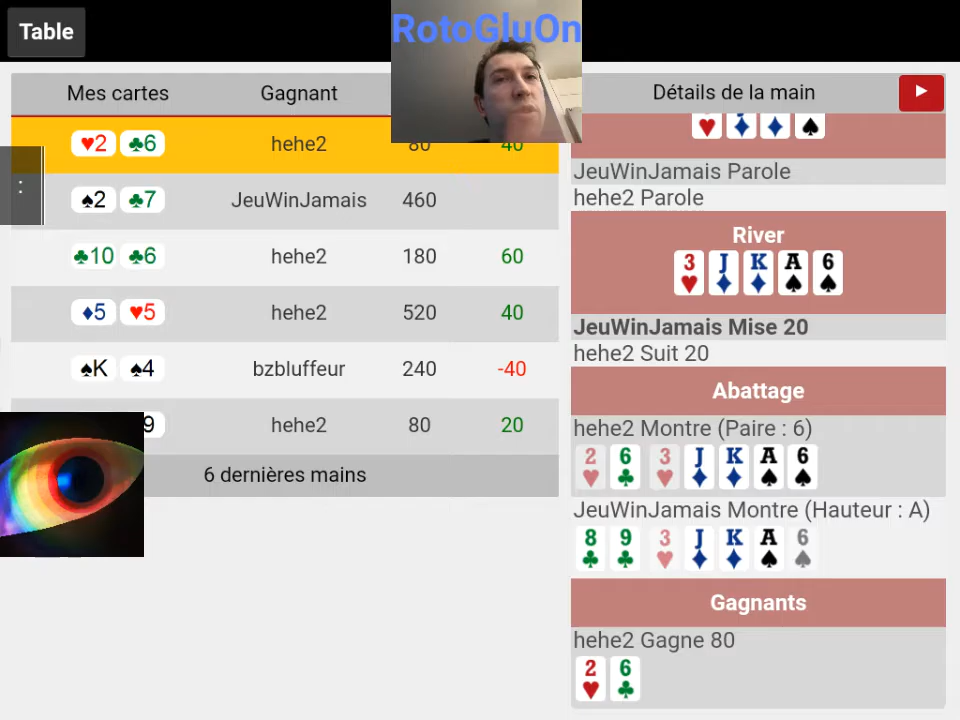 Table
RotoGluOn
Mes cartes Gagnant
Détails de la main
♥2 ♣6 hehe2 80 40
♠2 ♣7 JeuWinJamais 460
♣10 ♣6 hehe2 180 60
♦5 ♥5 hehe2 520 40
♠K ♠4 bzbluffeur 240 -40
9 hehe2 80 20
6 dernières mains
:
JeuWinJamais Parole
hehe2 Parole
River
3 J K A 6
JeuWinJamais Mise 20
hehe2 Suit 20
Abattage
hehe2 Montre (Paire : 6)
2 6 3 J K A 6
JeuWinJamais Montre (Hauteur : A)
8 9 3 J K A 6
Gagnants
hehe2 Gagne 80
2 6